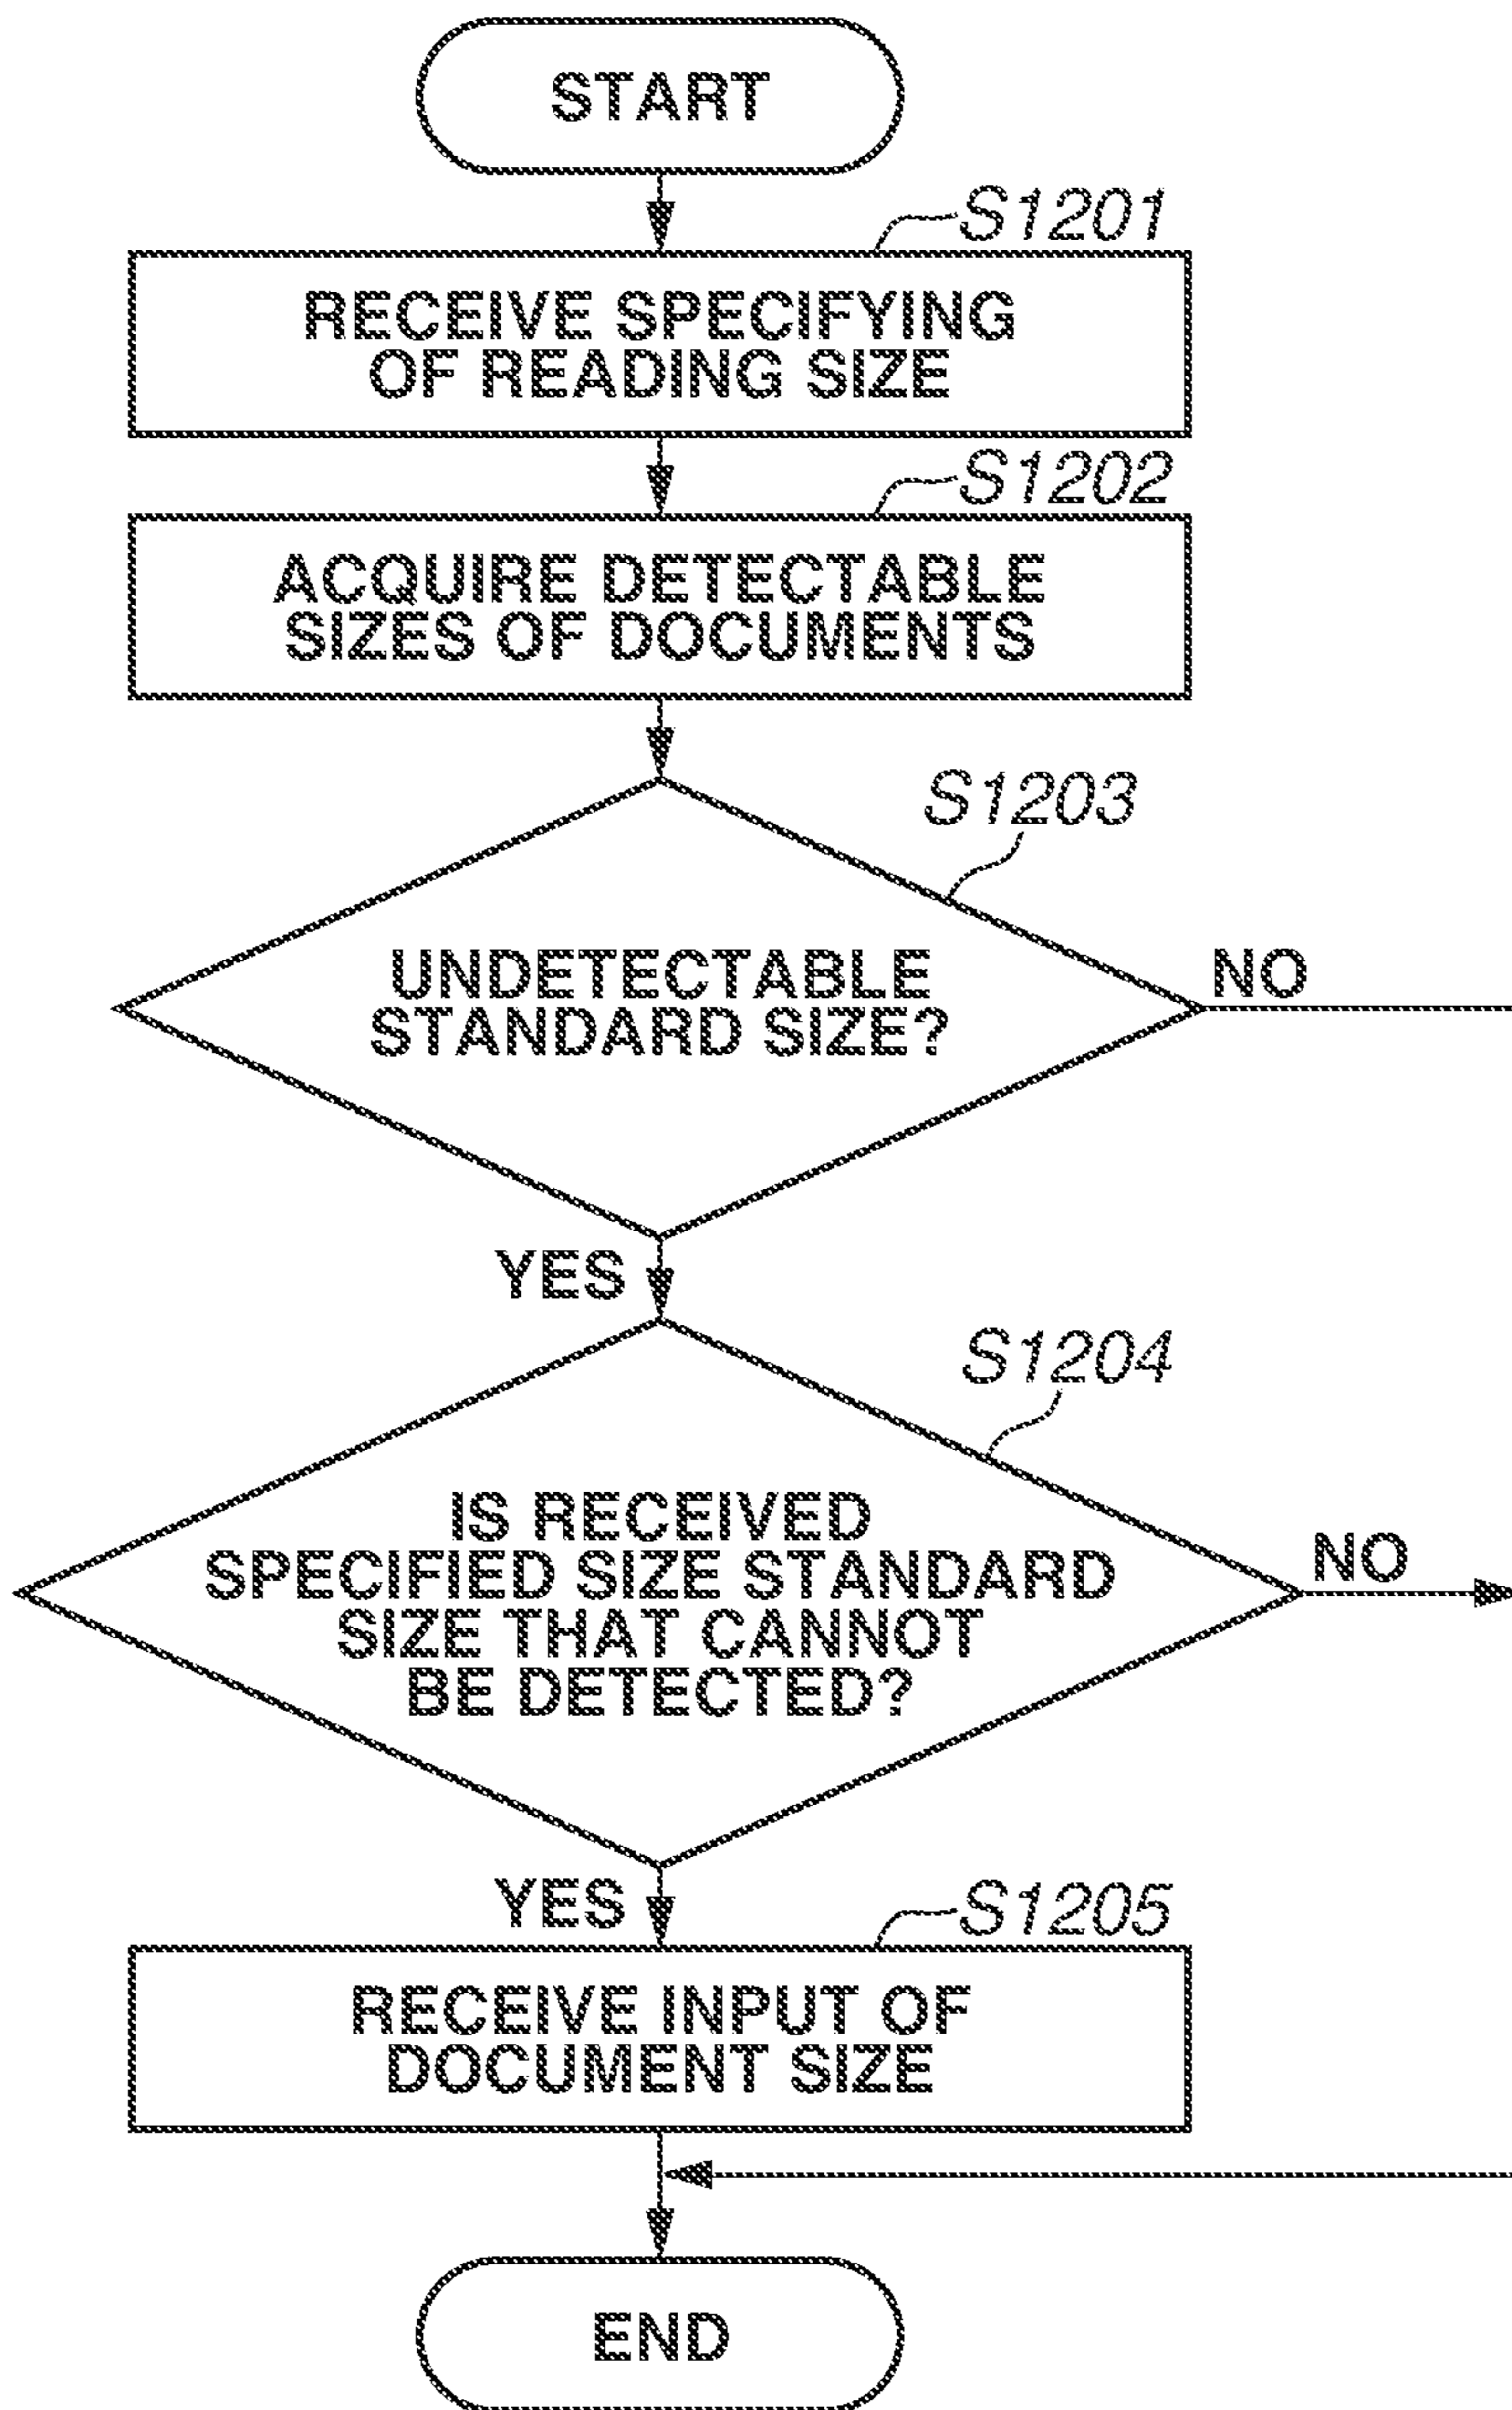 START
S1201
RECEIVE SPECIFYING
OF READING SIZE
S1202
ACQUIRE DETECTABLE
SIZES OF DOCUMENTS
S1203
UNDETECTABLE
STANDARD SIZE?
NO
YES
S1204
IS RECEIVED
SPECIFIED SIZE STANDARD
SIZE THAT CANNOT
BE DETECTED?
NO
YES
S1205
RECEIVE INPUT OF
DOCUMENT SIZE
END